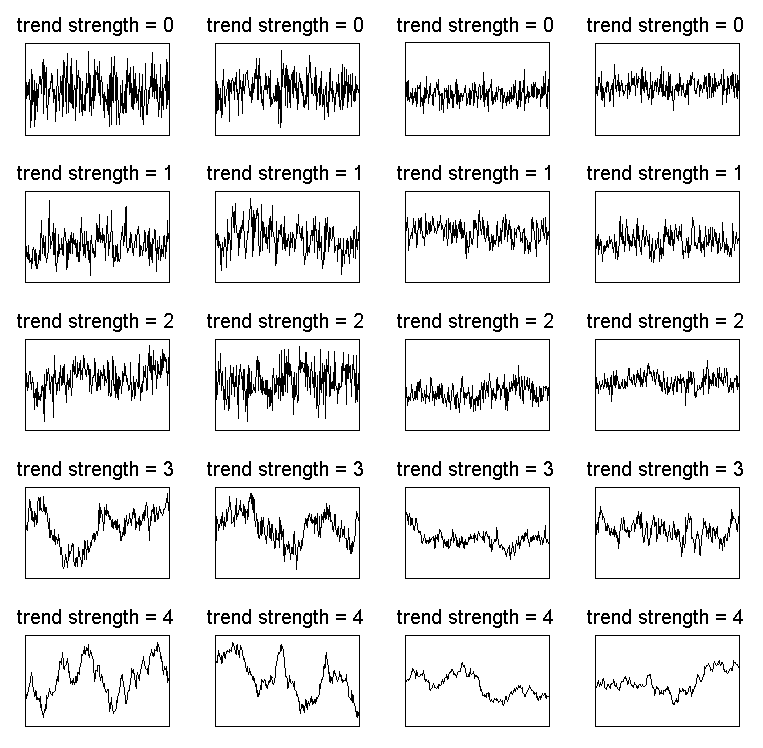 trend strength = 0 trend strength = 0 trend strength = 0 trend strength = 0
trend strength = 1 trend strength = 1 trend strength = 1 trend strength = 1
trend strength = 2 trend strength = 2 trend strength = 2 trend strength = 2
trend strength = 3 trend strength = 3 trend strength = 3 trend strength = 3
trend strength = 4 trend strength = 4 trend strength = 4 trend strength = 4